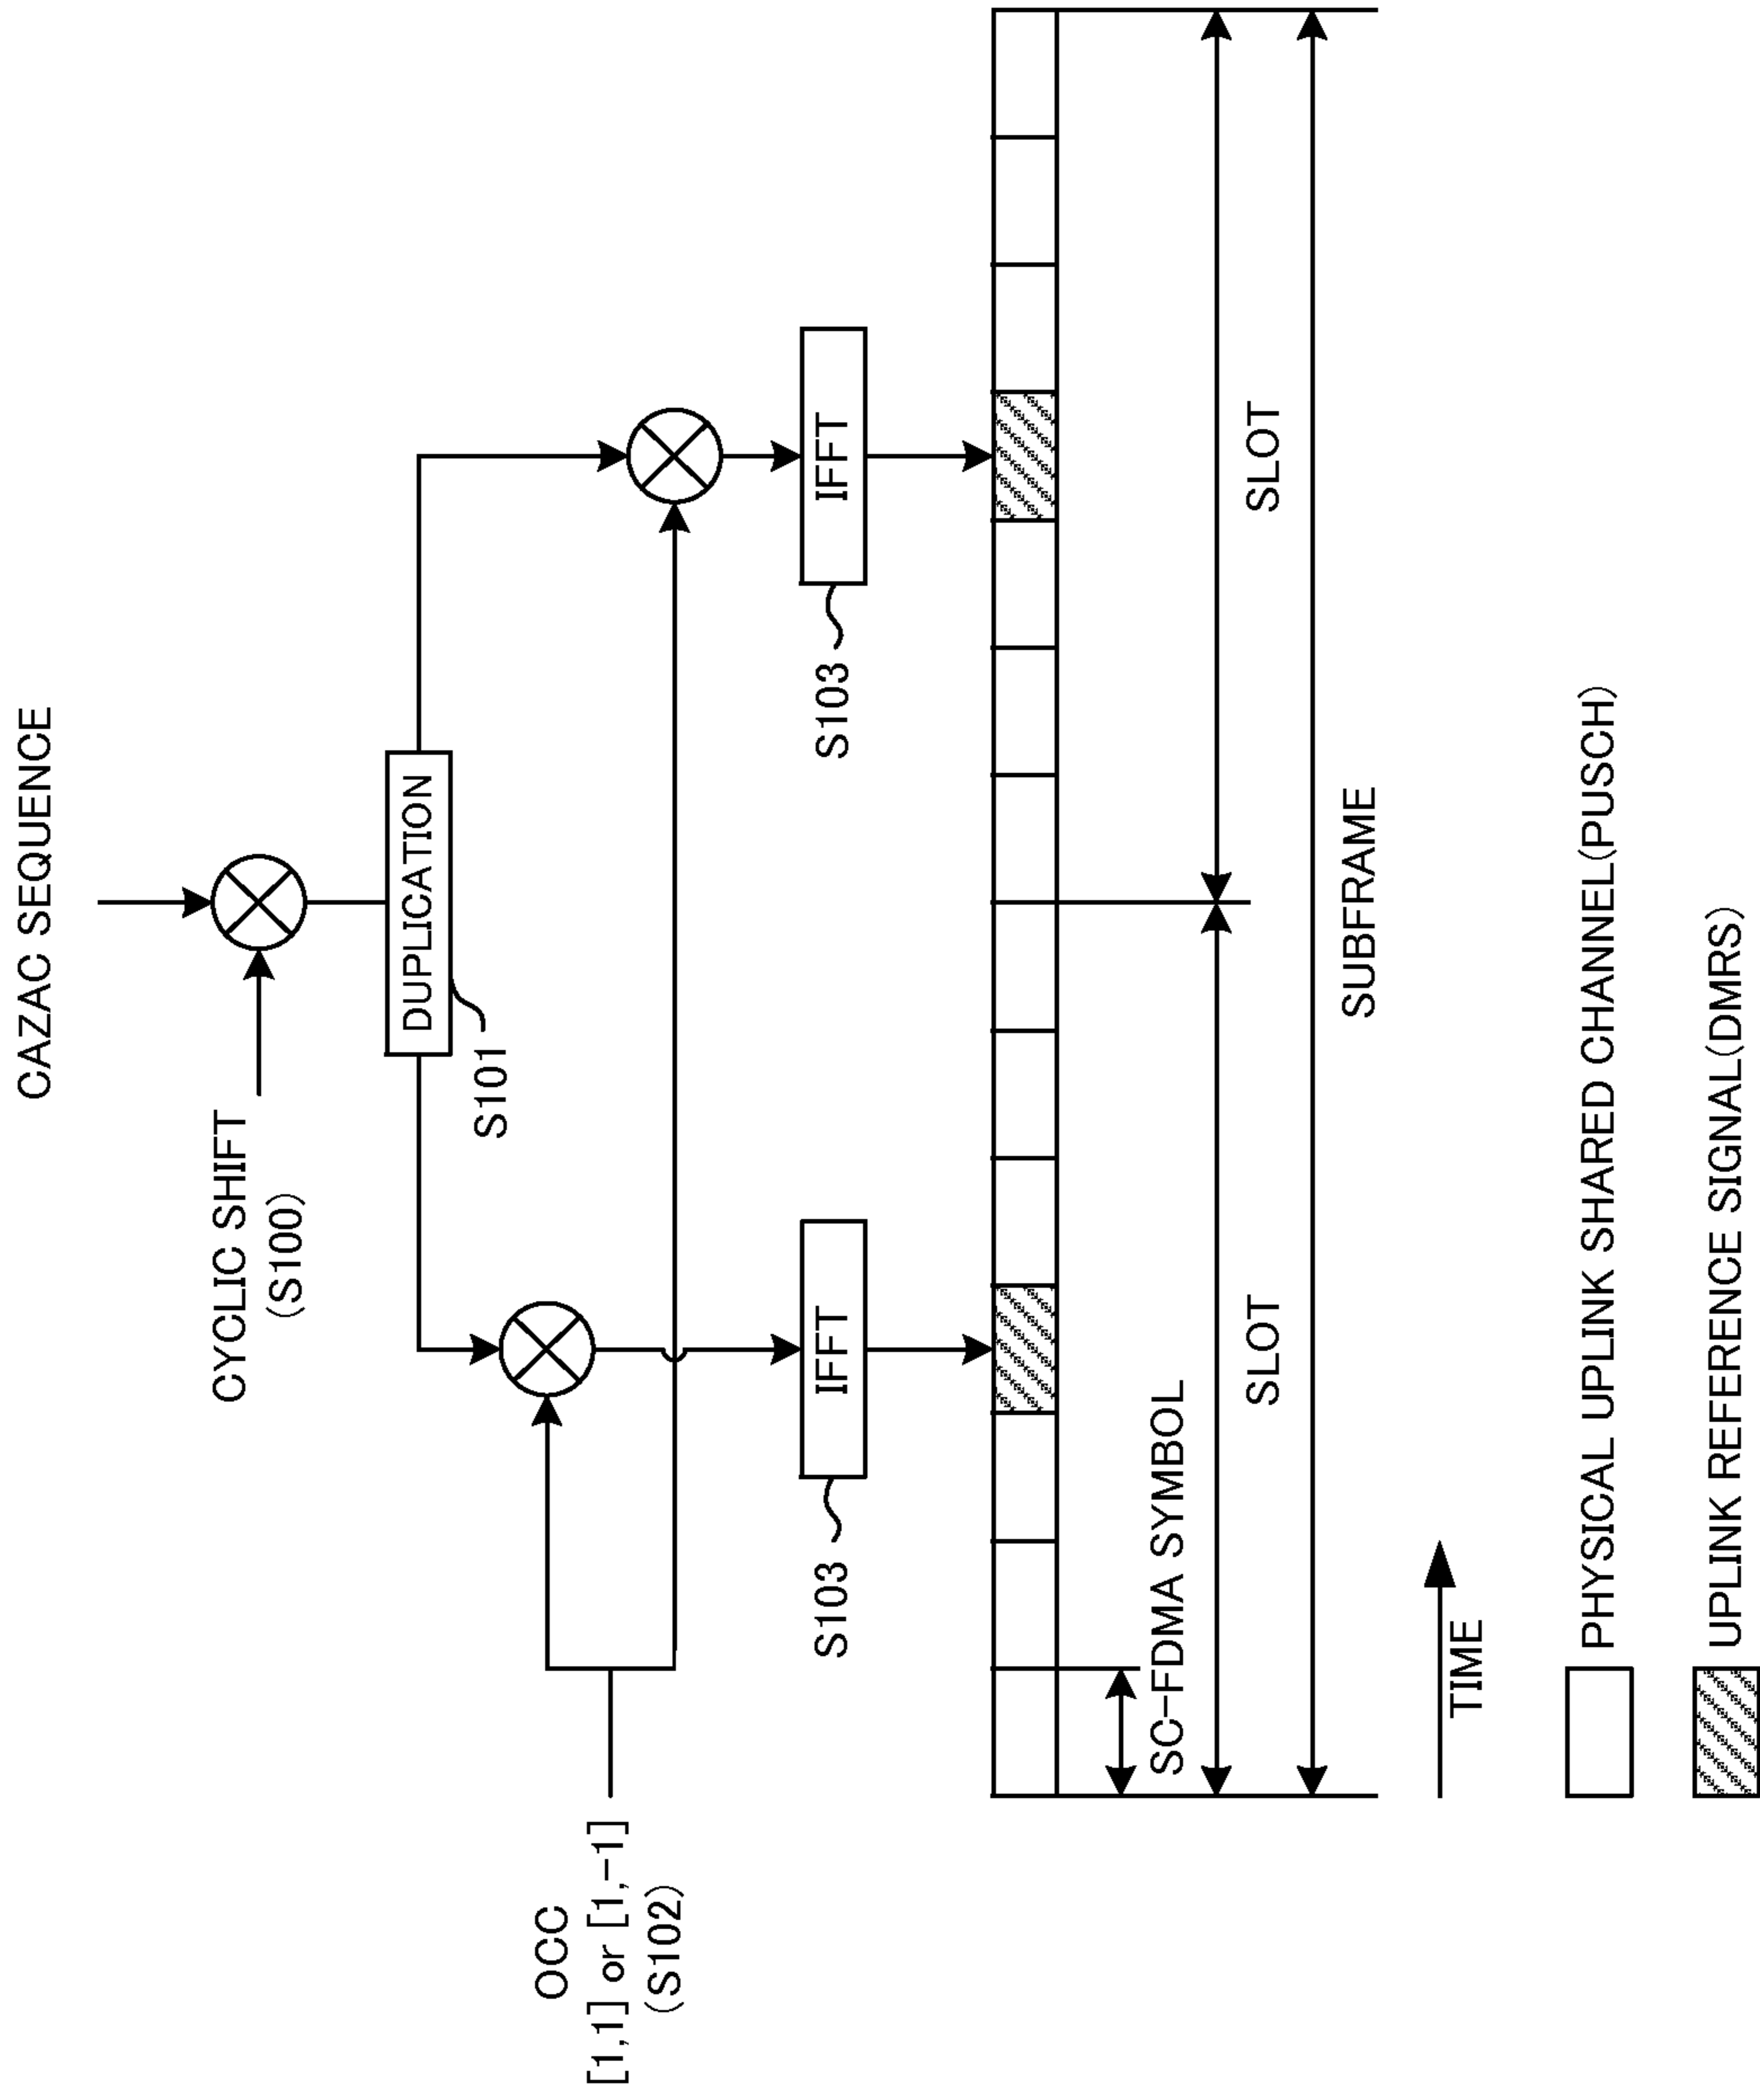 CAZAC SEQUENCE
CYCLIC SHIFT
(S100)
DUPLICATION
S101
OCC
[1,1] or [1,-1]
(S102)
IFFT
S103
IFFT
S103
SC-FDMA SYMBOL
SLOT
SLOT
SUBFRAME
TIME
PHYSICAL UPLINK SHARED CHANNEL(PUSCH)
UPLINK REFERENCE SIGNAL(DMRS)